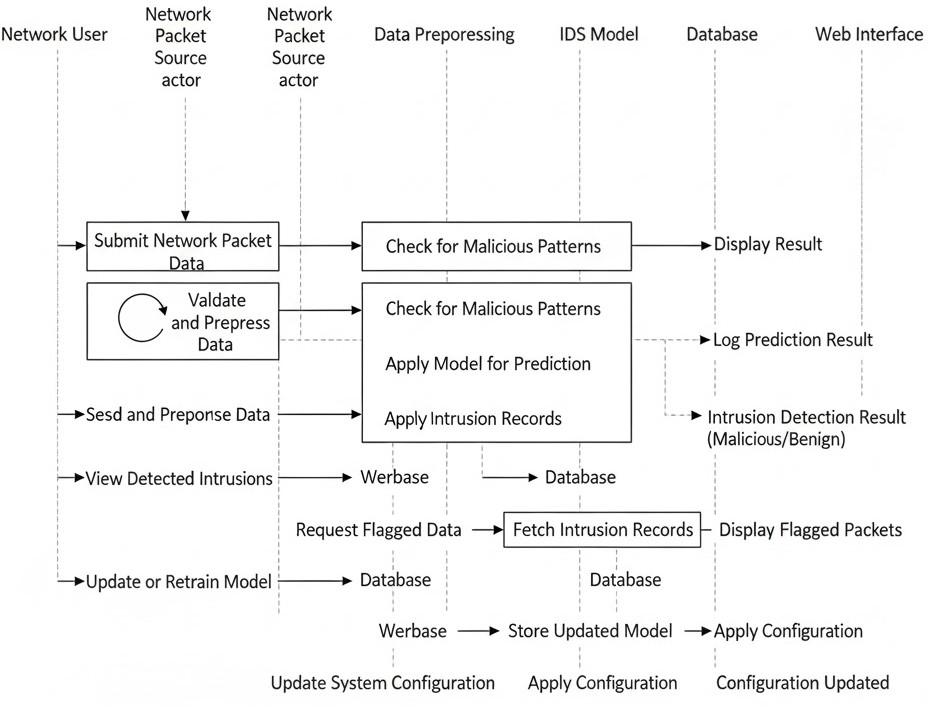 Network User
Network
Packet
Source
actor
Network
Packet
Source
actor
Data Preporessing
IDS Model
Database
Web Interface
Submit Network Packet
Data
Check for Malicious Patterns
Display Result
Valdate
and Prepress
Data
Check for Malicious Patterns
Apply Model for Prediction
Apply Intrusion Records
Log Prediction Result
Sesd and Preponse Data
Intrusion Detection Result
(Malicious/Benign)
View Detected Intrusions
Werbase
Database
Request Flagged Data
Fetch Intrusion Records
Display Flagged Packets
Update or Retrain Model
Database
Database
Werbase
Store Updated Model
Apply Configuration
Update System Configuration
Apply Configuration
Configuration Updated